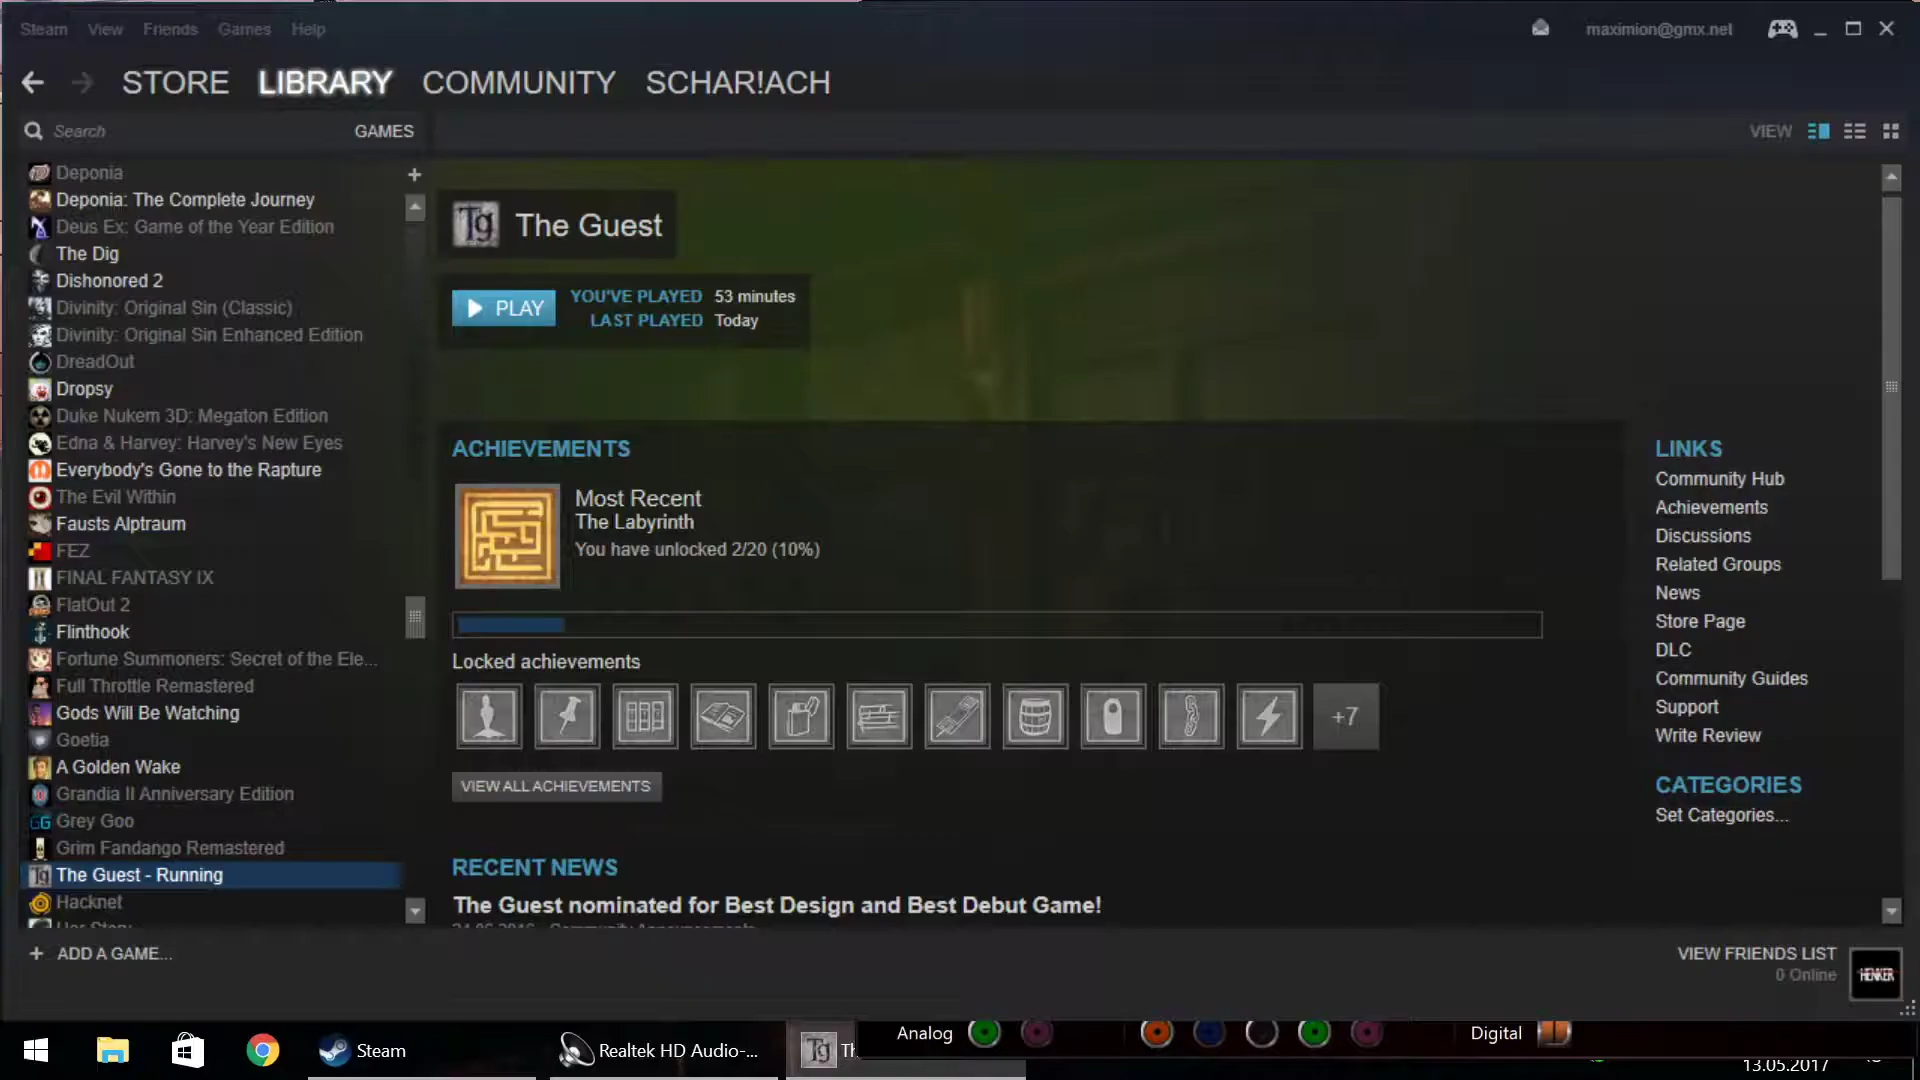 Steam View Friends Games Help
maximion@gmx.net
STORE LIBRARY COMMUNITY SCHAR!ACH
Search
GAMES
VIEW
Deponia
Deponia: The Complete Journey
Deus Ex: Game of the Year Edition
The Dig
Dishonored 2
Divinity: Original Sin (Classic)
Divinity: Original Sin Enhanced Edition
DreadOut
Dropsy
Duke Nukem 3D: Megaton Edition
Edna & Harvey: Harvey's New Eyes
Everybody's Gone to the Rapture
The Evil Within
Fausts Alptraum
FEZ
FINAL FANTASY IX
FlatOut 2
Flinthook
Fortune Summoners: Secret of the Ele...
Full Throttle Remastered
Gods Will Be Watching
Goetia
A Golden Wake
Grandia II Anniversary Edition
GG
Grey Goo
Grim Fandango Remastered
Tg
The Guest - Running
Hacknet
+ ADD A GAME...
Tg
The Guest
PLAY
YOU'VE PLAYED 53 minutes
LAST PLAYED Today
ACHIEVEMENTS
Most Recent
The Labyrinth
You have unlocked 2/20 (10%)
Locked achievements
+7
VIEW ALL ACHIEVEMENTS
RECENT NEWS
The Guest nominated for Best Design and Best Debut Game!
LINKS
Community Hub
Achievements
Discussions
Related Groups
News
Store Page
DLC
Community Guides
Support
Write Review
CATEGORIES
Set Categories...
VIEW FRIENDS LIST
0 Online
HENKER
Steam
Realtek HD Audio-...
Tg
Analog
Digital
13.05.2017